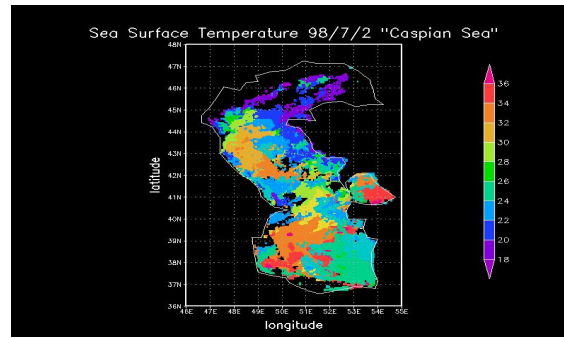 Sea Surface Temperature 98/7/2 "Caspian Sea"
48N
47N
46N
45N
44N
43N
42N
41N
40N
39N
38N
37N
36N
latitude
46E 47E 48E 49E 50E 51E 52E 53E 54E 55E
longitude
36
34
32
30
28
26
24
22
20
18